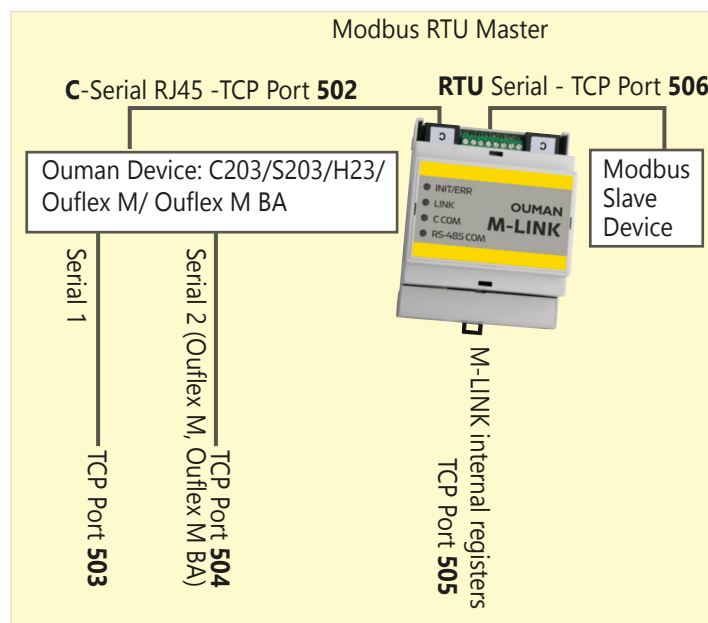 Modbus RTU Master
C-Serial RJ45 -TCP Port 502
RTU Serial - TCP Port 506
Ouman Device: C203/S203/H23/
Ouflex M/ Ouflex M BA
C
C
INIT/ERR
LINK
C COM
RS-485 COM
OUMAN
M-LINK
Modbus
Slave
Device
Serial 1
TCP Port 503
Serial 2 (Ouflex M, Ouflex M BA)
TCP Port 504
M-LINK internal registers
TCP Port 505